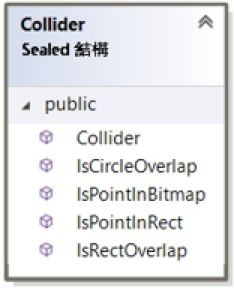 Collider
Sealed 結構
public
Collider
IsCircleOverlap
IsPointInBitmap
IsPointInRect
IsRectOverlap